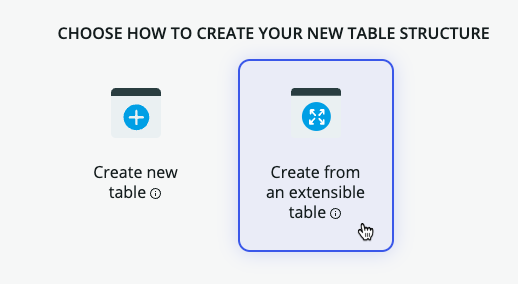 CHOOSE HOW TO CREATE YOUR NEW TABLE STRUCTURE
Create new
table
Create from
an extensible
table